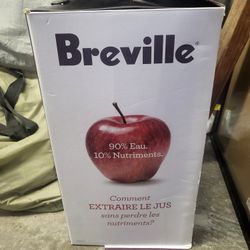 Breville®
90% Eau.
10% Nutriments.
Comment
EXTRAIRE LE JUS
sans perdre les
nutriments?